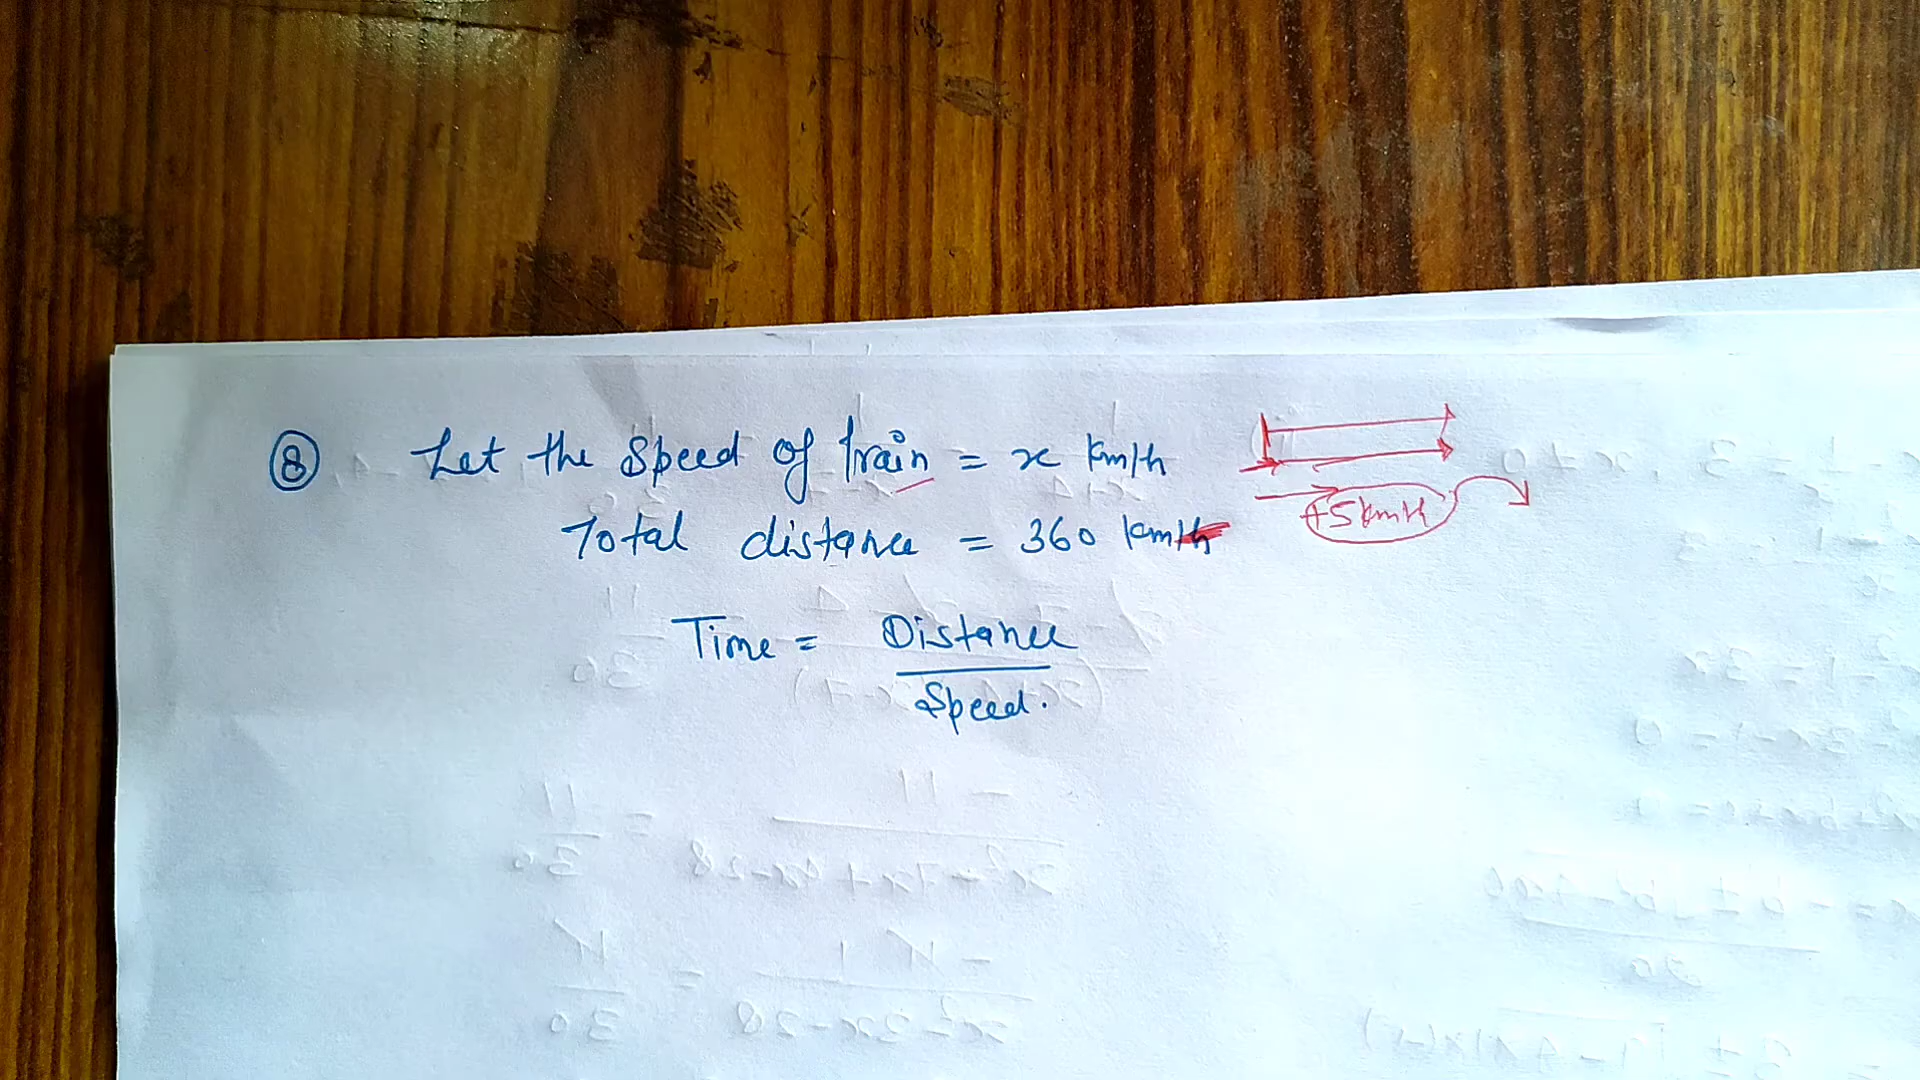 ⑧ Let the speed of train = x km/h
+5 km/h
Total distance = 360 km/h
Time = Distance
Speed.